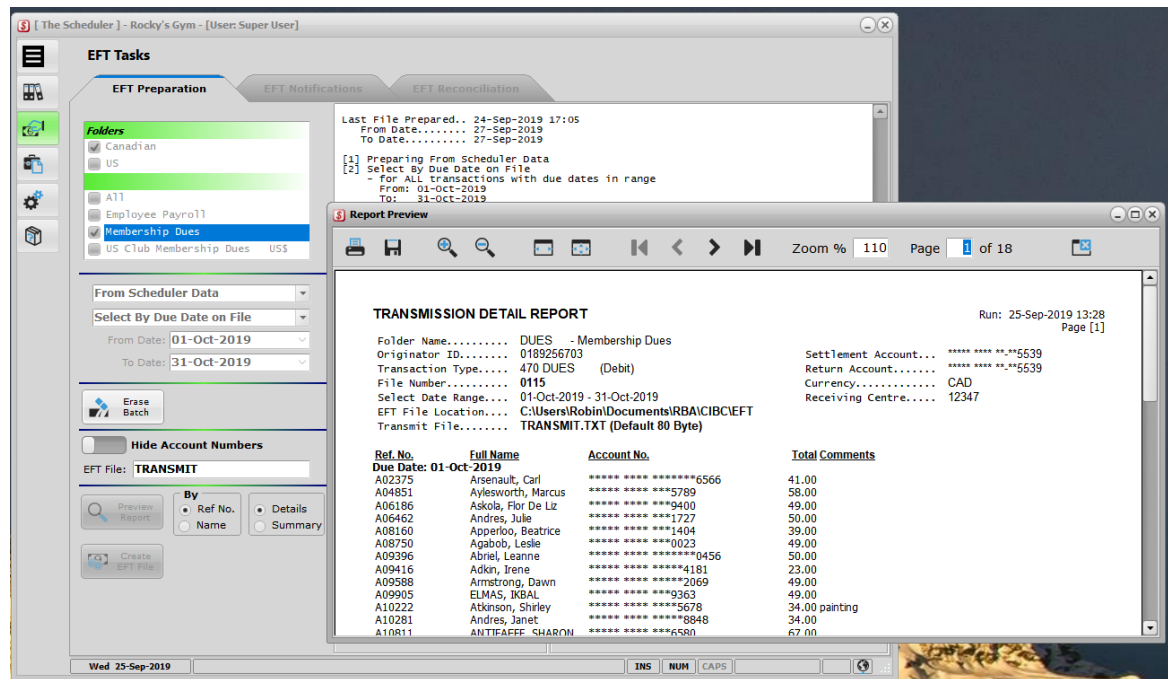 [ The Scheduler ] - Rocky's Gym - [User: Super User]
EFT Tasks
EFT Preparation
EFT Notifications
EFT Reconciliation
Folders
Canadian
US
All
Employee Payroll
Membership Dues
US Club Membership Dues US$
From Scheduler Data
Select By Due Date on File
From Date: 01-Oct-2019
To Date: 31-Oct-2019
Erase
Batch
Hide Account Numbers
EFT File: TRANSMIT
Preview
Report
By
Ref No.
Name
Details
Summary
Create
EFT File
Last File Prepared.. 24-Sep-2019 17:05
From Date........ 27-Sep-2019
To Date.......... 27-Sep-2019
[1] Preparing From Scheduler Data
[2] Select By Due Date on File
- for ALL transactions with due dates in range
From: 01-Oct-2019
To: 31-Oct-2019
Report Preview
Zoom % 110 Page 1 of 18
TRANSMISSION DETAIL REPORT
Run: 25-Sep-2019 13:28
Page [1]
Folder Name.......... DUES - Membership Dues
Originator ID........ 0189256703 Settlement Account... ***** **** **-**5539
Transaction Type..... 470 DUES (Debit) Return Account....... ***** **** **-**5539
File Number.......... 0115 Currency............. CAD
Select Date Range.... 01-Oct-2019 - 31-Oct-2019 Receiving Centre..... 12347
EFT File Location.... C:\Users\Robin\Documents\RBA\CIBC\EFT
Transmit File........ TRANSMIT.TXT (Default 80 Byte)
Ref. No. Full Name Account No. Total Comments
Due Date: 01-Oct-2019
A02375 Arsenault, Carl ***** **** *******6566 41.00
A04851 Aylesworth, Marcus ***** **** ***5789 58.00
A06186 Askola, Flor De Liz ***** **** ***9400 49.00
A06462 Andres, Julie ***** **** ***1727 50.00
A08160 Apperloo, Beatrice ***** **** ***1404 39.00
A08750 Agabob, Leslie ***** **** ***0023 49.00
A09396 Abriel, Leanne ***** **** *******0456 50.00
A09416 Adkin, Irene ***** **** *****4181 23.00
A09588 Armstrong, Dawn ***** **** *****2069 49.00
A09905 ELMAS, IKBAL ***** **** ***9363 49.00
A10222 Atkinson, Shirley ***** **** ****5678 34.00 painting
A10281 Andres, Janet ***** **** *****8848 34.00
A10811 ANTIFAEFF, SHARON ***** **** ***6580 67.00
Wed 25-Sep-2019
INS NUM CAPS